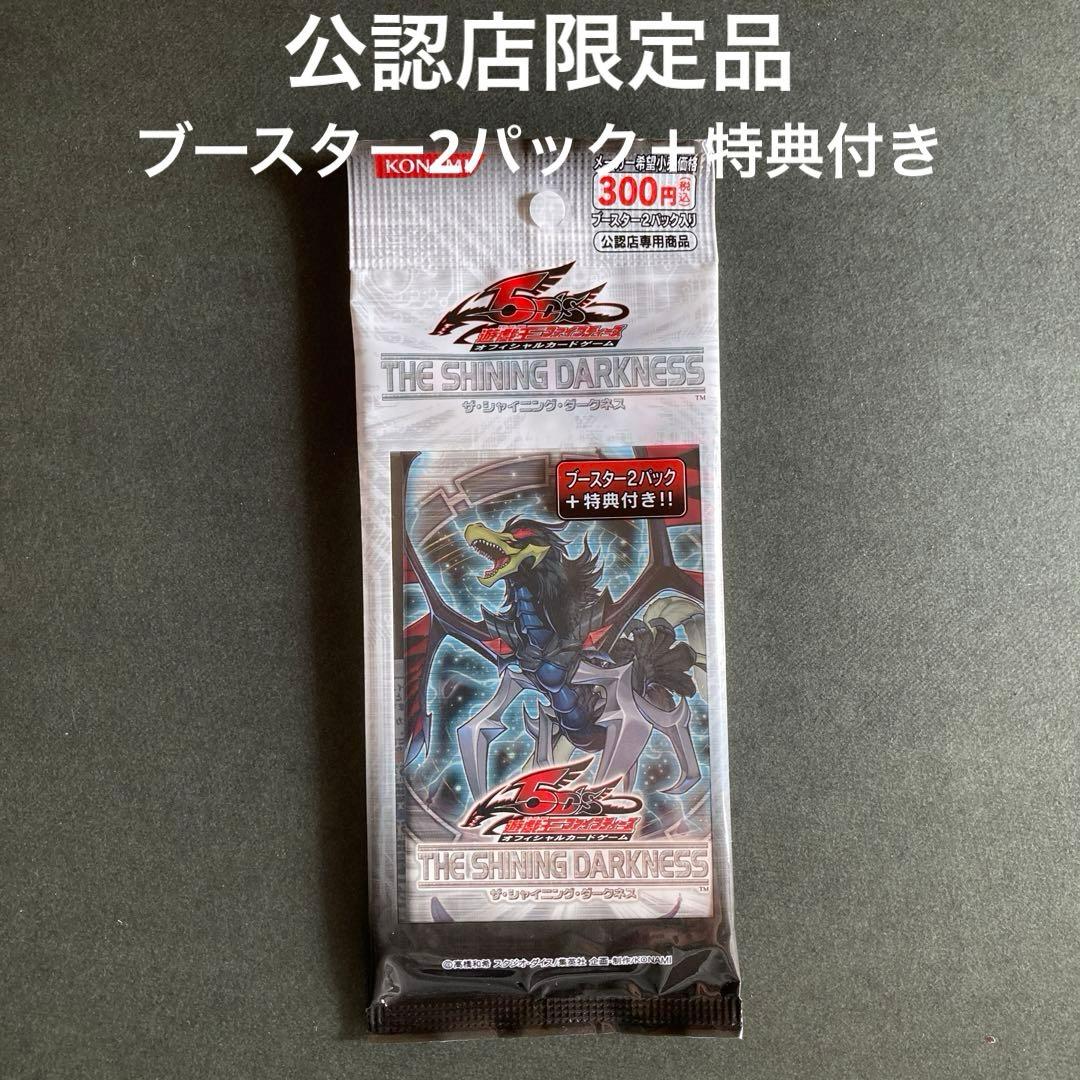 公認店限定品
ブースター2パック＋特典付き
KONAMI
メーカー希望小売価格
300円(税込)
ブースター2パック入り
公認店専用商品
5D's
遊戯王ファイブディーズ
オフィシャルカードゲーム
THE SHINING DARKNESS
TM
ザ・シャイニング・ダークネス
ブースター2パック
＋特典付き!!
5D's
遊戯王ファイブディーズ
オフィシャルカードゲーム
THE SHINING DARKNESS
TM
ザ・シャイニング・ダークネス
©高橋和希 スタジオ・ダイス/集英社 企画・制作/KONAMI